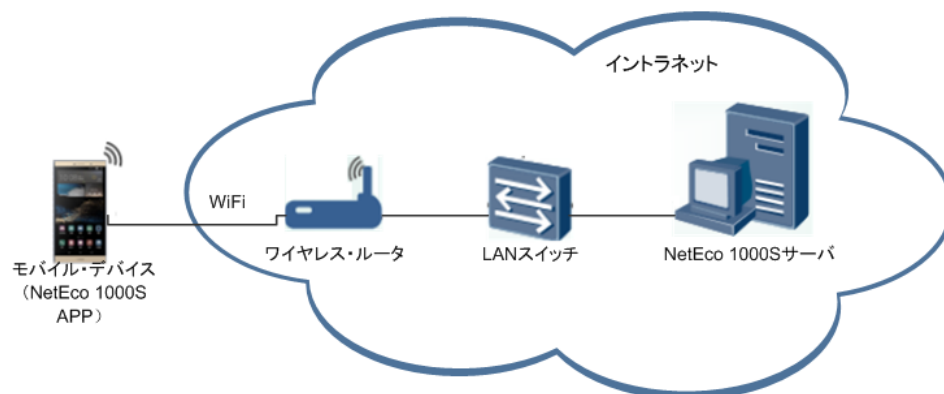 イントラネット
WiFi
ワイヤレス・ルータ
LANスイッチ
NetEco 1000Sサーバ
モバイル・デバイス
(NetEco 1000S
APP)